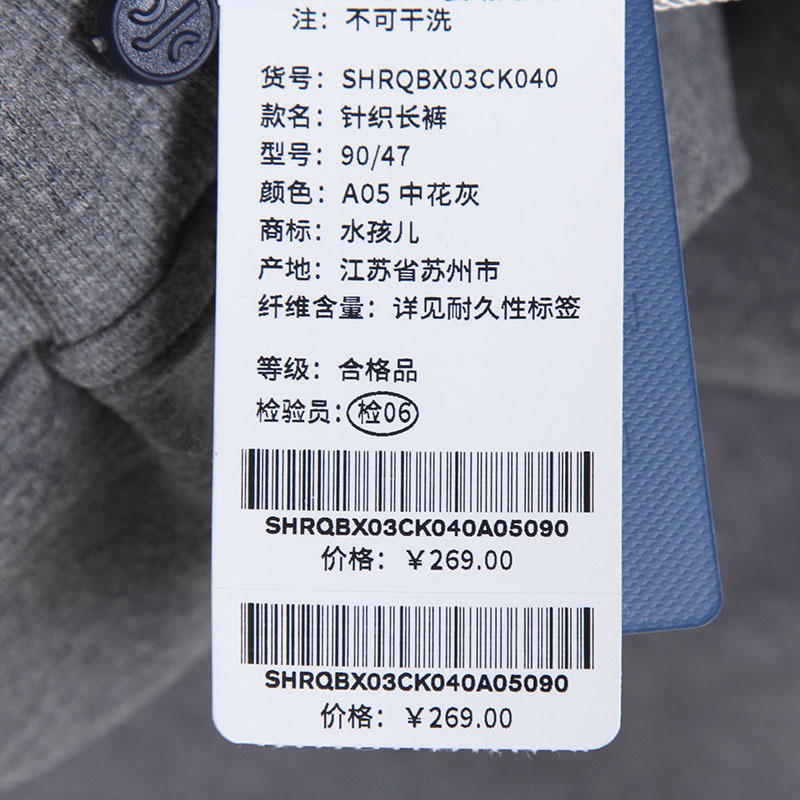 注：不可干洗
货号：SHRQBX03CK040
款名：针织长裤
型号：90/47
颜色：A05 中花灰
商标：水孩儿
产地：江苏省苏州市
纤维含量：详见耐久性标签
等级：合格品
检验员：检06
SHRQBX03CK040A05090
价格：￥269.00
SHRQBX03CK040A05090
价格：￥269.00